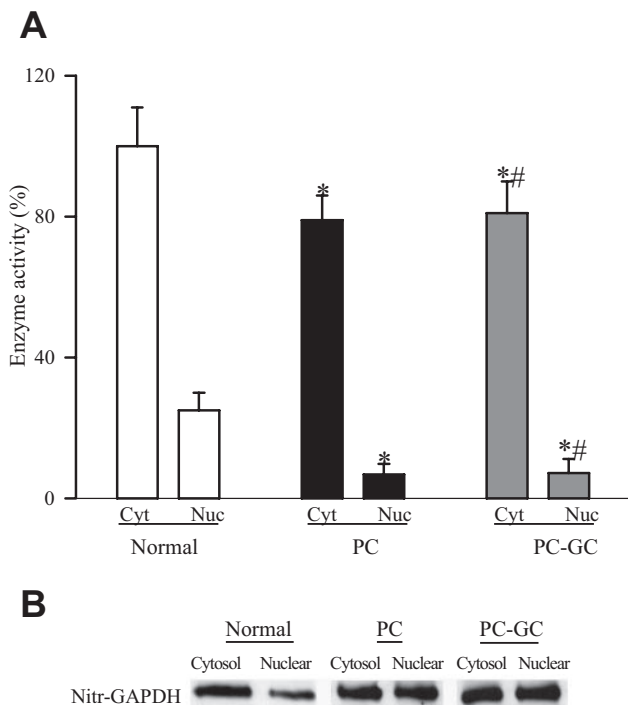 A
120
80
40
0
Enzyme activity (%)
*
*
*#
*#
Cyt Nuc Cyt Nuc Cyt Nuc
Normal PC PC-GC
B
Normal PC PC-GC
Cytosol Nuclear Cytosol Nuclear Cytosol Nuclear
Nitr-GAPDH